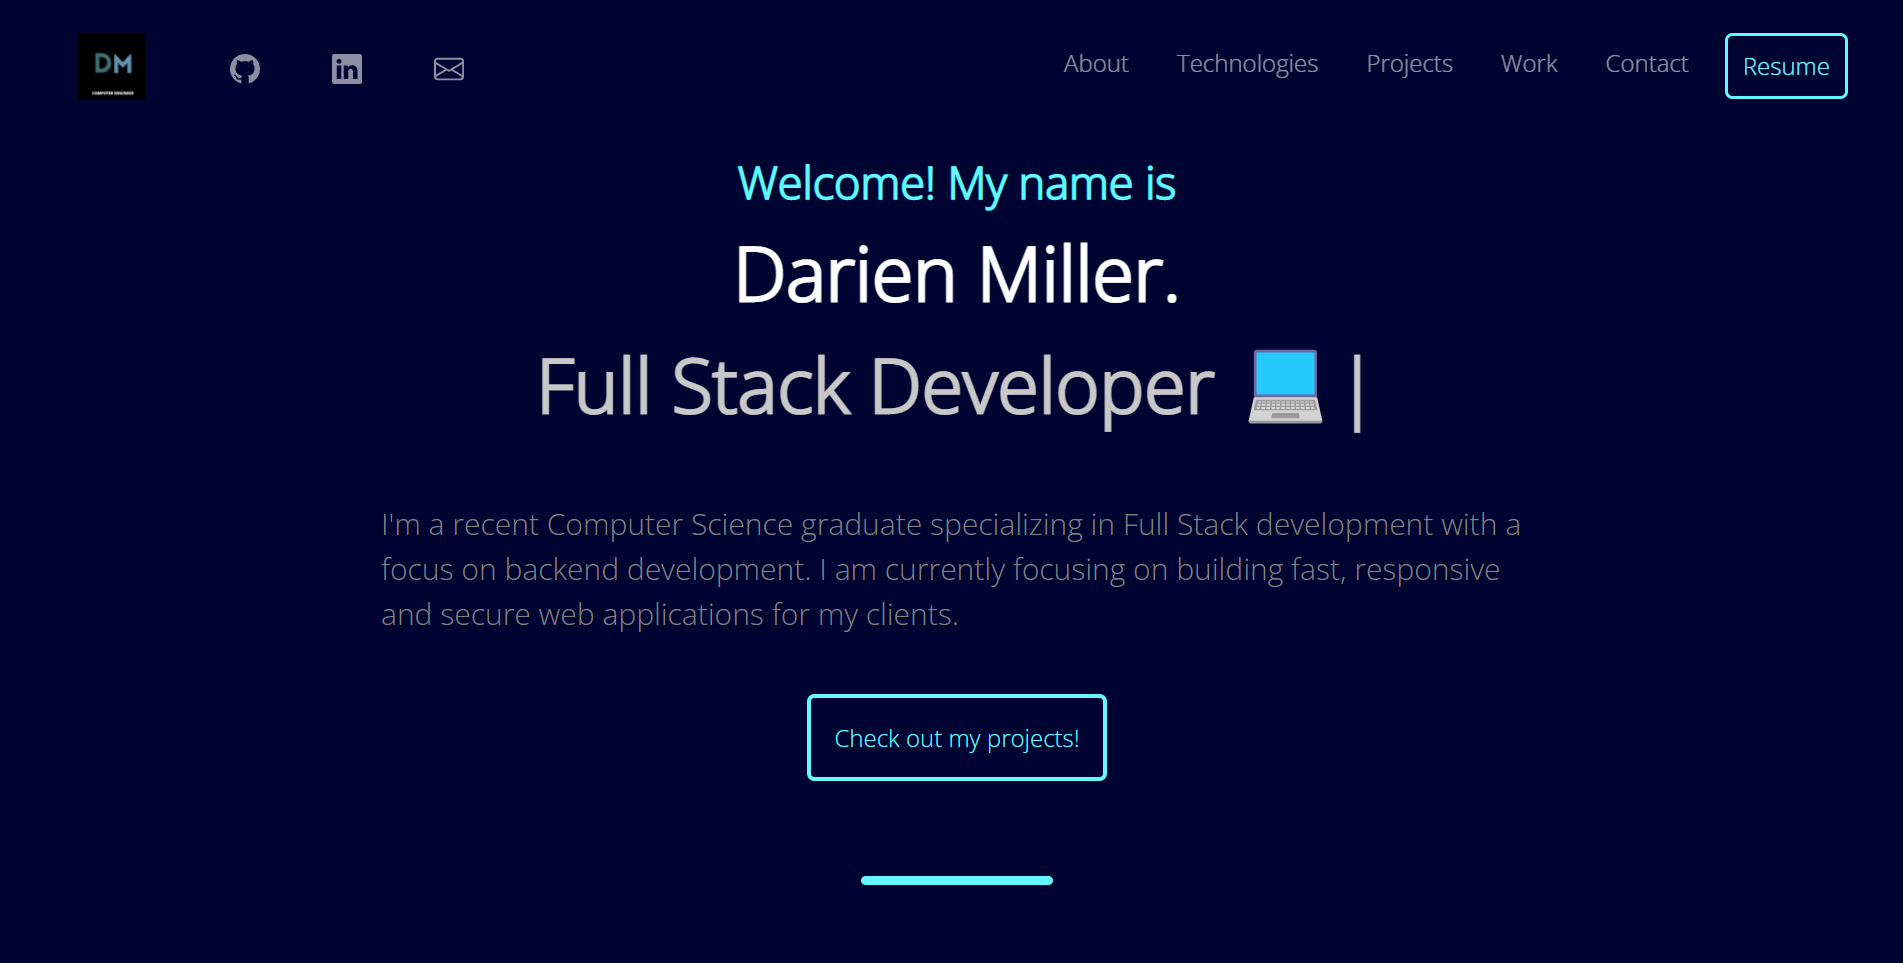 DM
COMPUTER ENGINEER
About Technologies Projects Work Contact Resume
Welcome! My name is
Darien Miller.
Full Stack Developer 💻 |
I'm a recent Computer Science graduate specializing in Full Stack development with a
focus on backend development. I am currently focusing on building fast, responsive
and secure web applications for my clients.
Check out my projects!